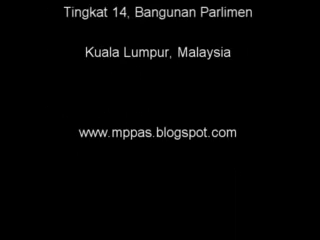 Tingkat 14, Bangunan Parlimen
Kuala Lumpur, Malaysia
www.mppas.blogspot.com